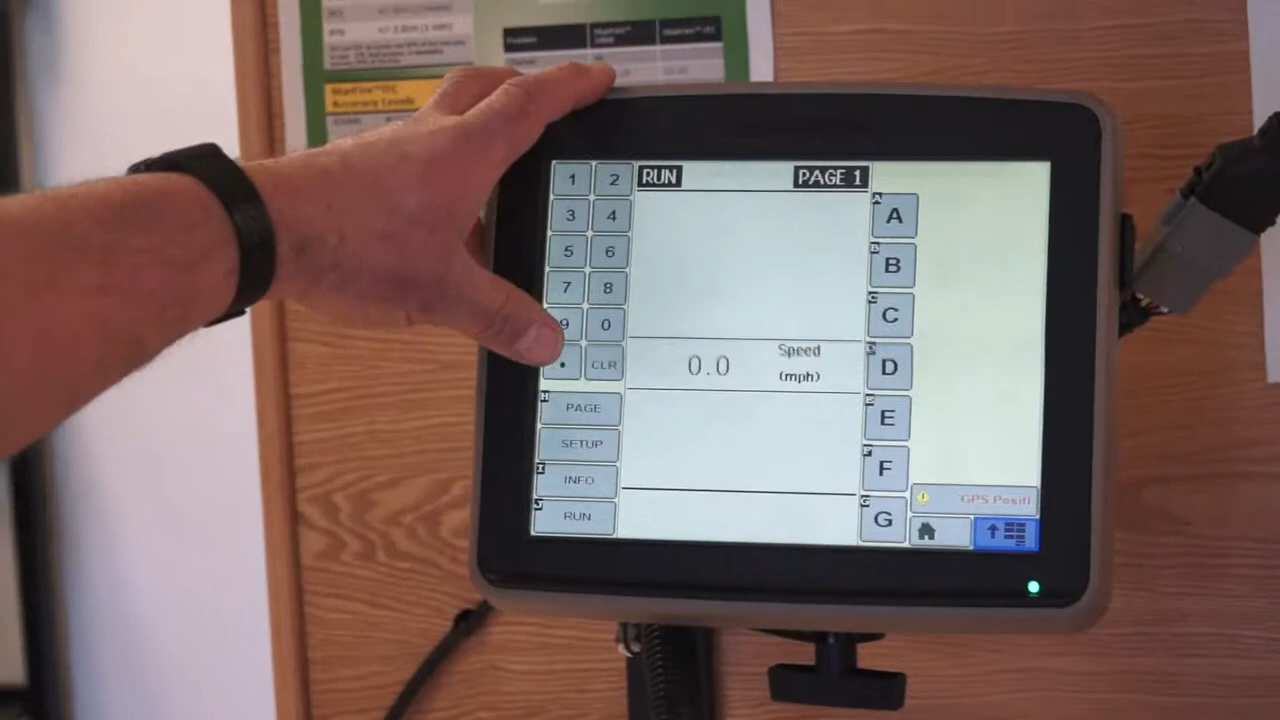 StarFire™ iTC
Accuracy Levels
1 2
3 4
5 6
7 8
9 0
. CLR
PAGE
SETUP
INFO
RUN
H
I
J
RUN PAGE 1
0.0 Speed
(mph)
A A
B B
C C
D D
E E
F F
G G
GPS Positi